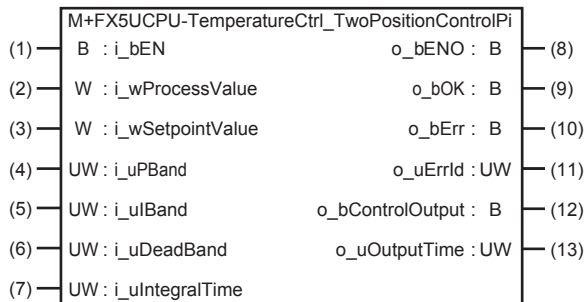 M+FX5UCPU-TemperatureCtrl_TwoPositionControlPi
(1) B : i_bEN o_bENO : B (8)
(2) W : i_wProcessValue o_bOK : B (9)
(3) W : i_wSetpointValue o_bErr : B (10)
(4) UW : i_uPBand o_uErrId : UW (11)
(5) UW : i_uIBand o_bControlOutput : B (12)
(6) UW : i_uDeadBand o_uOutputTime : UW (13)
(7) UW : i_uIntegralTime